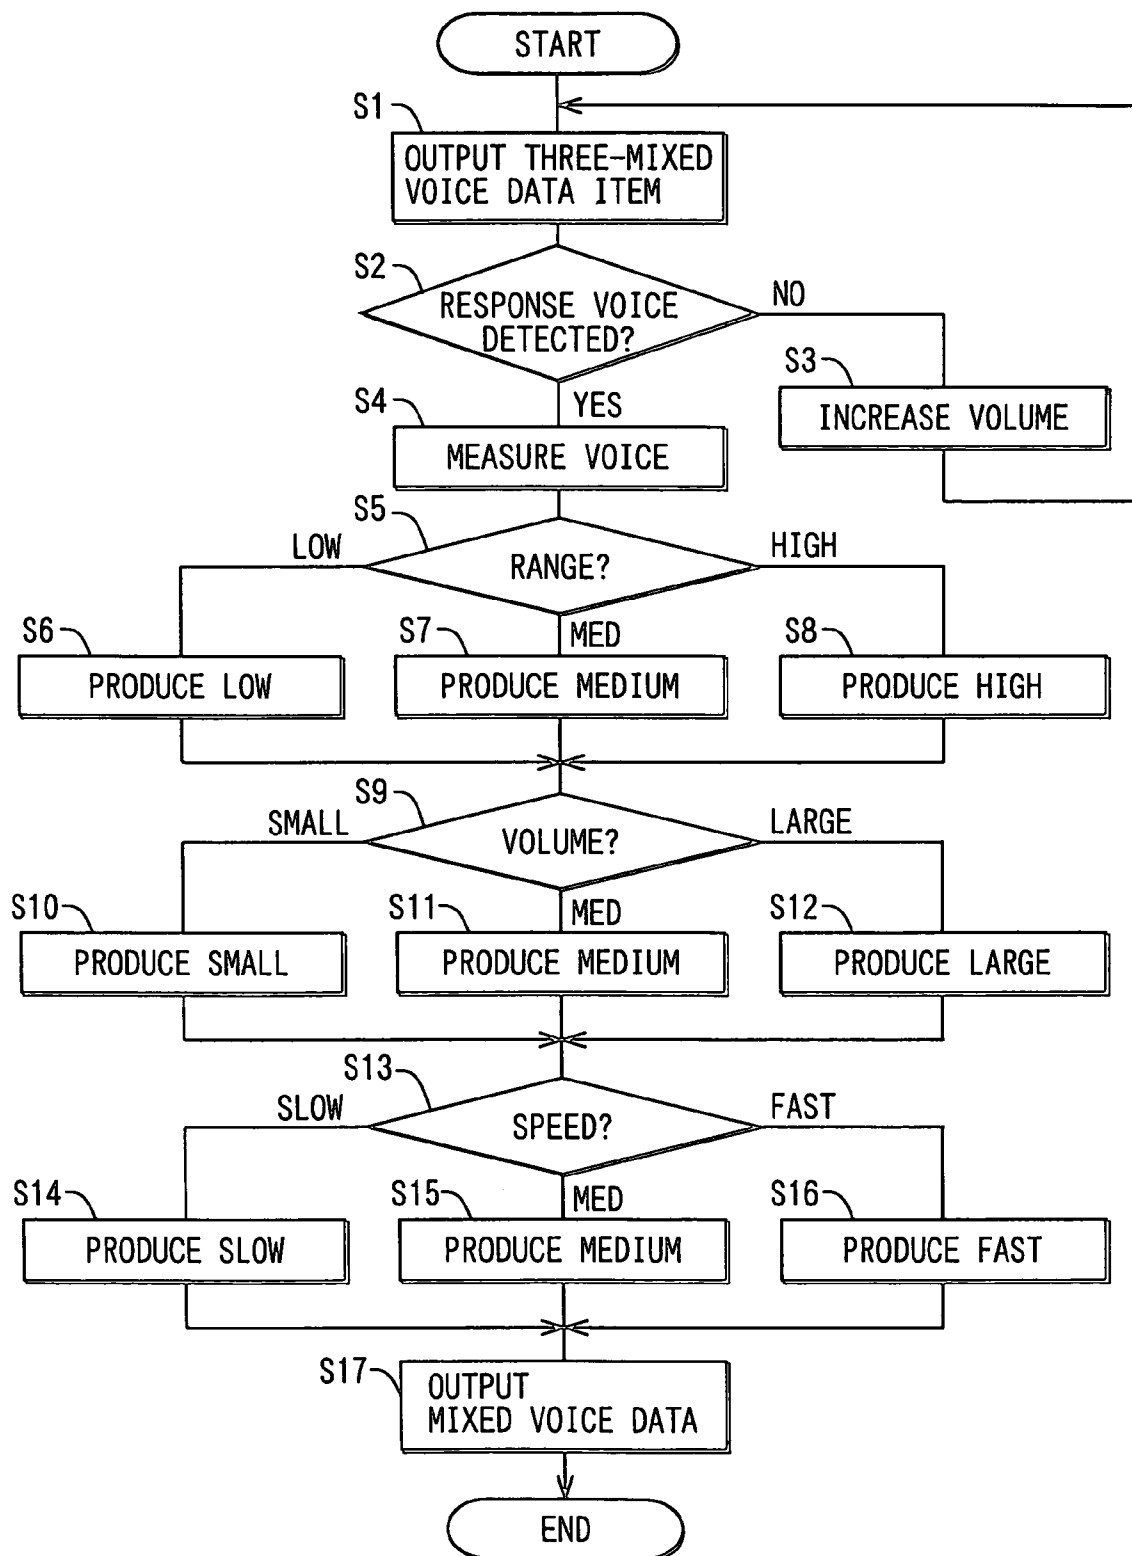 START
S1
OUTPUT THREE-MIXED
VOICE DATA ITEM
S2
RESPONSE VOICE
DETECTED?
NO
YES
S3
INCREASE VOLUME
S4
MEASURE VOICE
S5
RANGE?
LOW
HIGH
MED
S6
PRODUCE LOW
S7
PRODUCE MEDIUM
S8
PRODUCE HIGH
S9
VOLUME?
SMALL
LARGE
MED
S10
PRODUCE SMALL
S11
PRODUCE MEDIUM
S12
PRODUCE LARGE
S13
SPEED?
SLOW
FAST
MED
S14
PRODUCE SLOW
S15
PRODUCE MEDIUM
S16
PRODUCE FAST
S17
OUTPUT
MIXED VOICE DATA
END